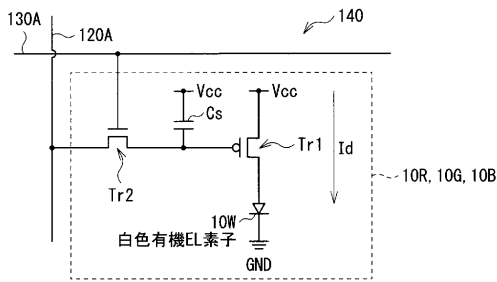 130A
120A
140
Vcc
Vcc
Cs
Tr1
Id
Tr2
10R, 10G, 10B
10W
白色有機EL素子
GND